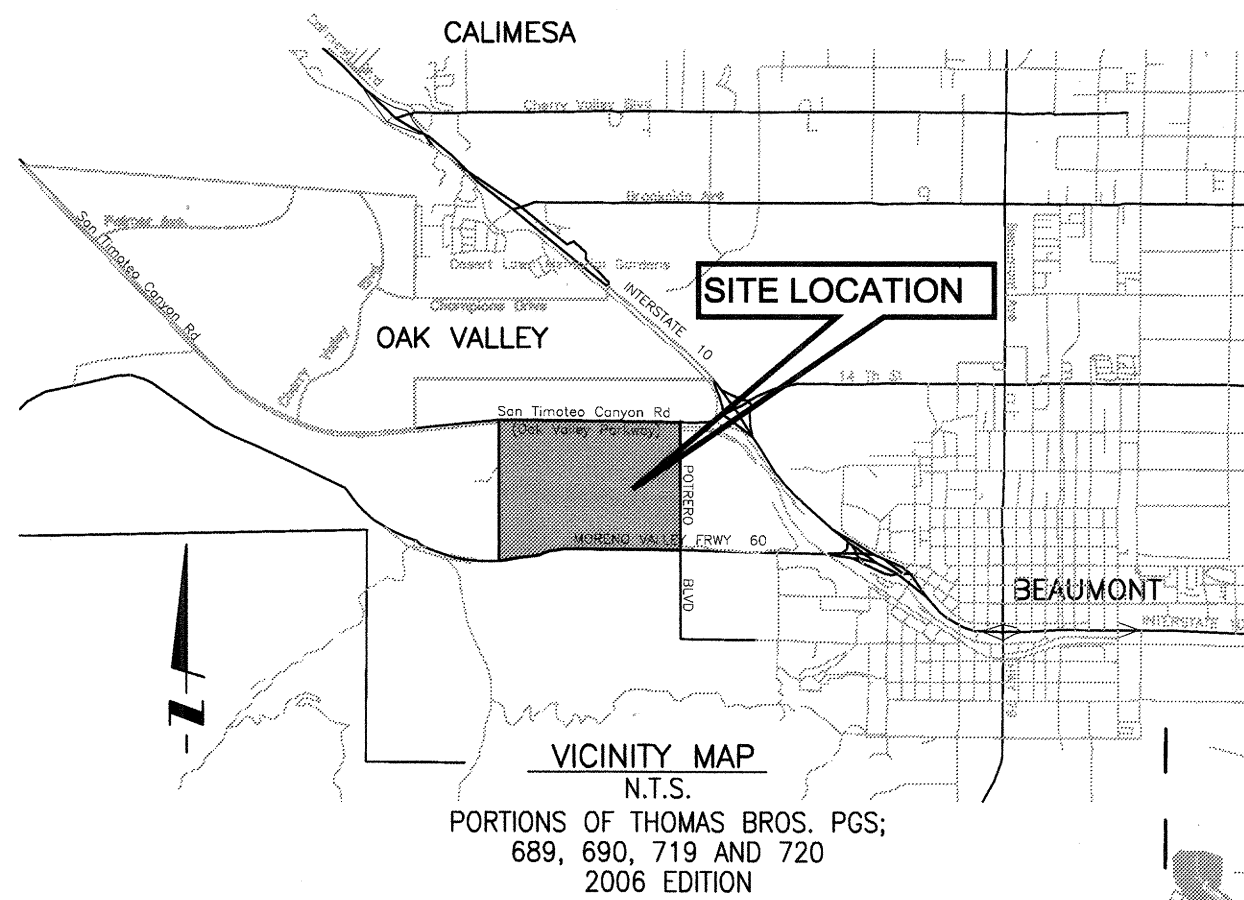 CALIMESA
Cherry Valley Blvd
Brookside Ave
San Timoteo Canyon Rd
Desert Lawn Memorial Gardens
Champions Drive
INTERSTATE 10
SITE LOCATION
OAK VALLEY
14 Th St
San Timoteo Canyon Rd
(Oak Valley Parkway)
POTRERO BLVD
MORENO VALLEY FRWY 60
BEAUMONT
INTERSTATE
VICINITY MAP
N.T.S.
PORTIONS OF THOMAS BROS. PGS;
689, 690, 719 AND 720
2006 EDITION